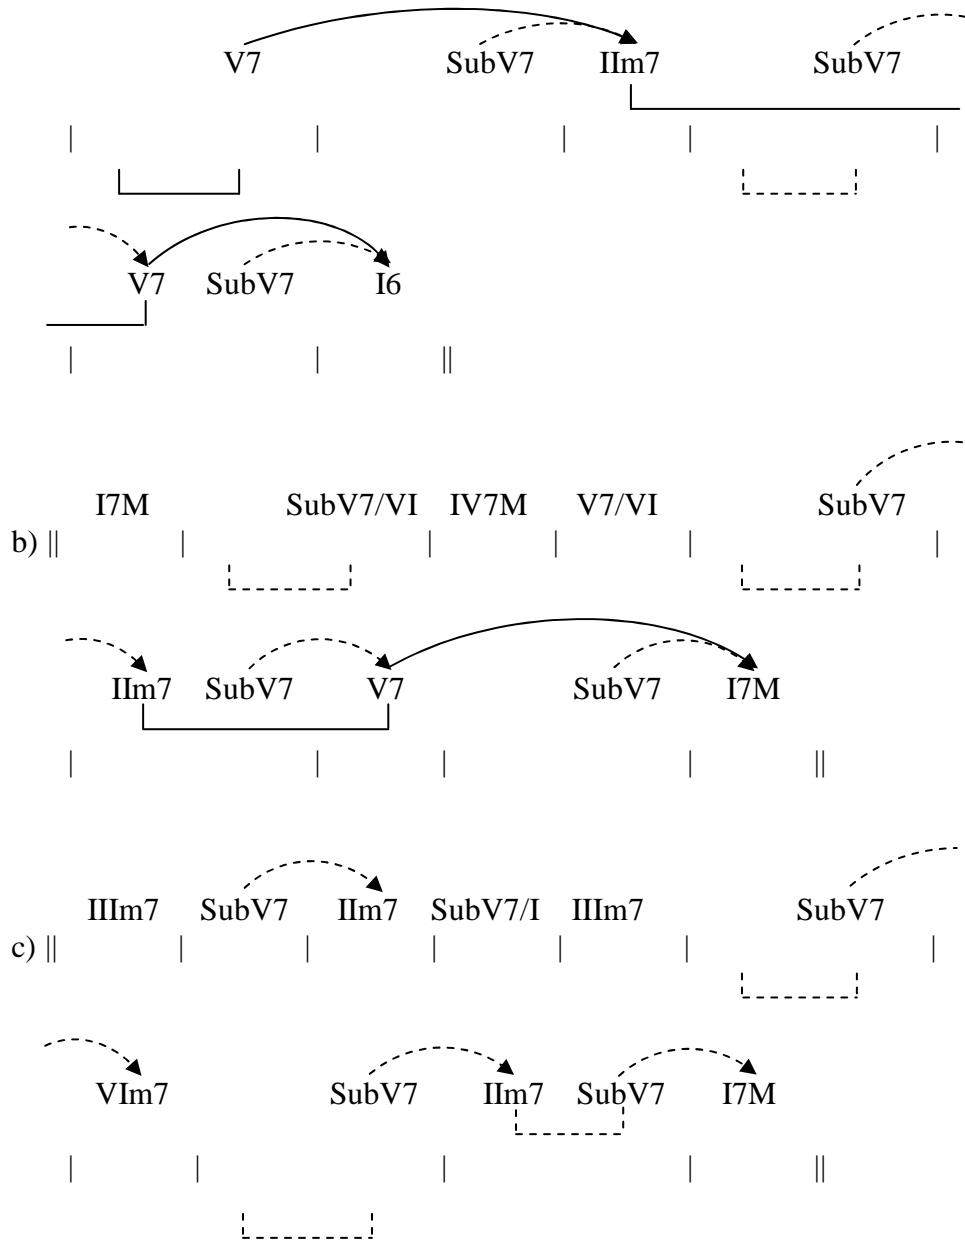 V7 SubV7 IIm7 SubV7
| | | | |
V7 SubV7 I6
| | ||
I7M SubV7/VI IV7M V7/VI SubV7
b) || | | | | |
IIm7 SubV7 V7 SubV7 I7M
| | | | ||
IIIm7 SubV7 IIm7 SubV7/I IIIm7 SubV7
c) || | | | | | |
VIm7 SubV7 IIm7 SubV7 I7M
| | | | ||